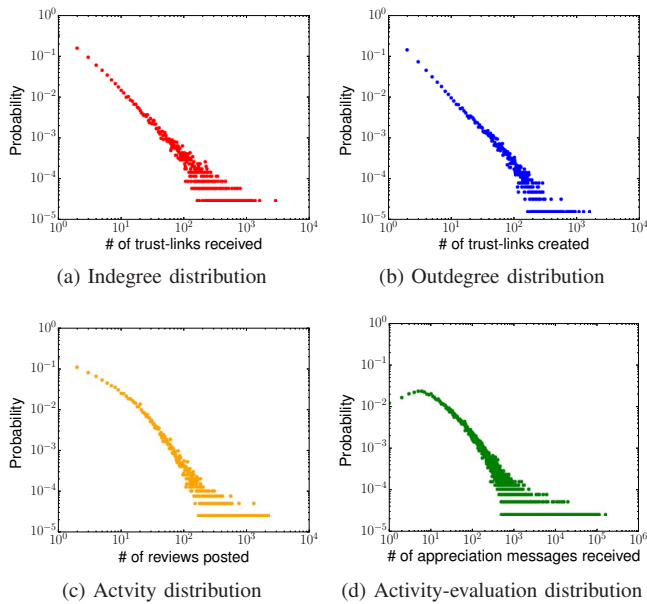 10^0
10^-1
10^-2
10^-3
10^-4
10^-5
Probability
10^0 10^1 10^2 10^3 10^4
# of trust-links received
(a) Indegree distribution
10^0
10^-1
10^-2
10^-3
10^-4
10^-5
Probability
10^0 10^1 10^2 10^3 10^4
# of trust-links created
(b) Outdegree distribution
10^0
10^-1
10^-2
10^-3
10^-4
10^-5
Probability
10^0 10^1 10^2 10^3 10^4
# of reviews posted
(c) Actvity distribution
10^0
10^-1
10^-2
10^-3
10^-4
10^-5
Probability
10^0 10^1 10^2 10^3 10^4 10^5 10^6
# of appreciation messages received
(d) Activity-evaluation distribution